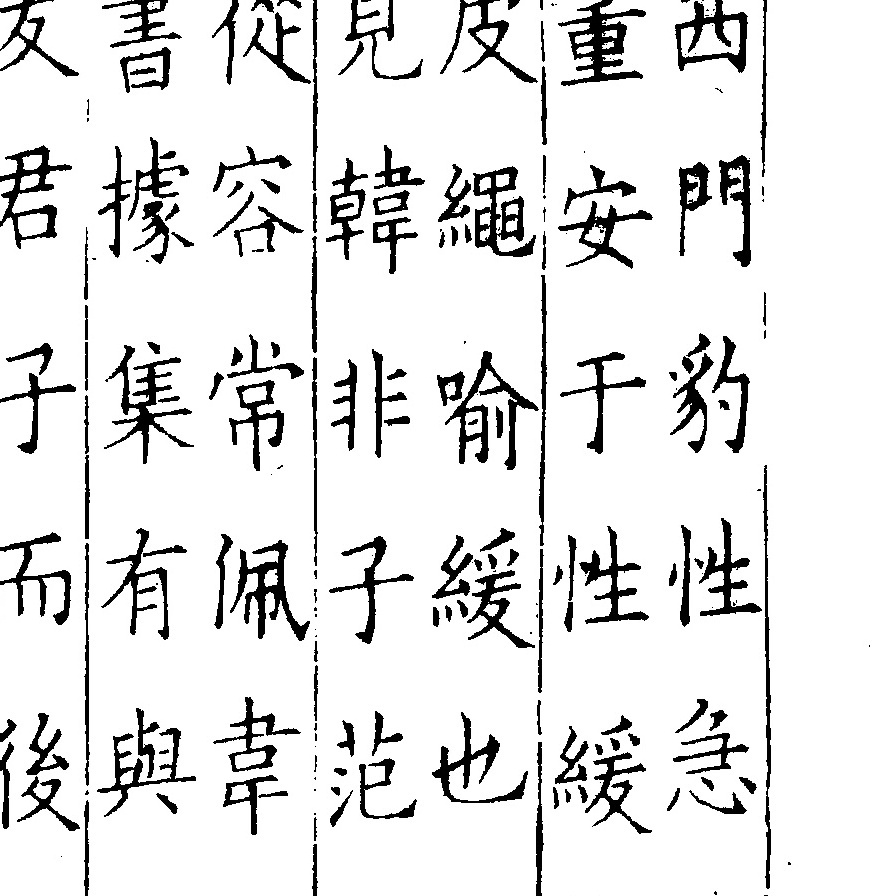 西門豹性急
重安于性緩
皮繩喻緩也
見韓非子范
從容常佩韋
書據集有與
友君子而後